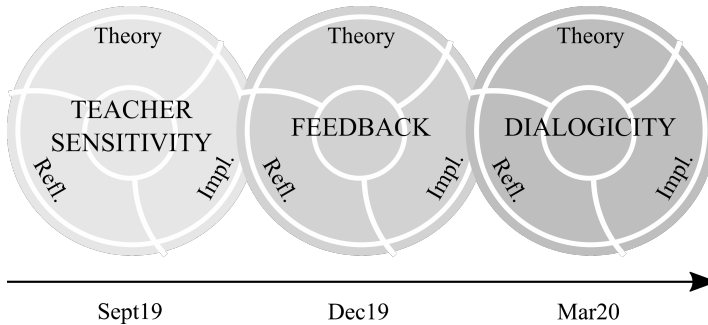 Theory
TEACHER
SENSITIVITY
Refl.
Impl.
Theory
FEEDBACK
Refl.
Impl.
Theory
DIALOGICITY
Refl.
Impl.
Sept19
Dec19
Mar20